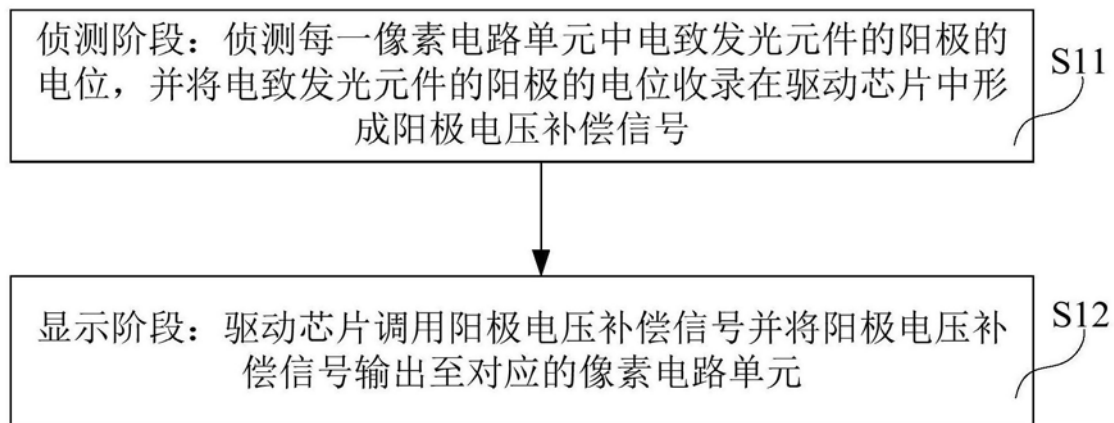 侦测阶段：侦测每一像素电路单元中电致发光元件的阳极的
电位，并将电致发光元件的阳极的电位收录在驱动芯片中形
成阳极电压补偿信号
S11
显示阶段：驱动芯片调用阳极电压补偿信号并将阳极电压补
偿信号输出至对应的像素电路单元
S12